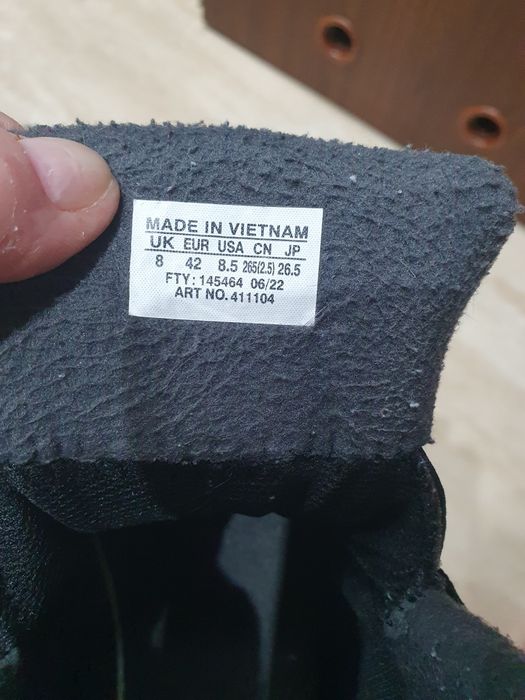 MADE IN VIETNAM
UK EUR USA CN JP
8 42 8.5 265(2.5) 26.5
FTY: 145464 06/22
ART NO. 411104